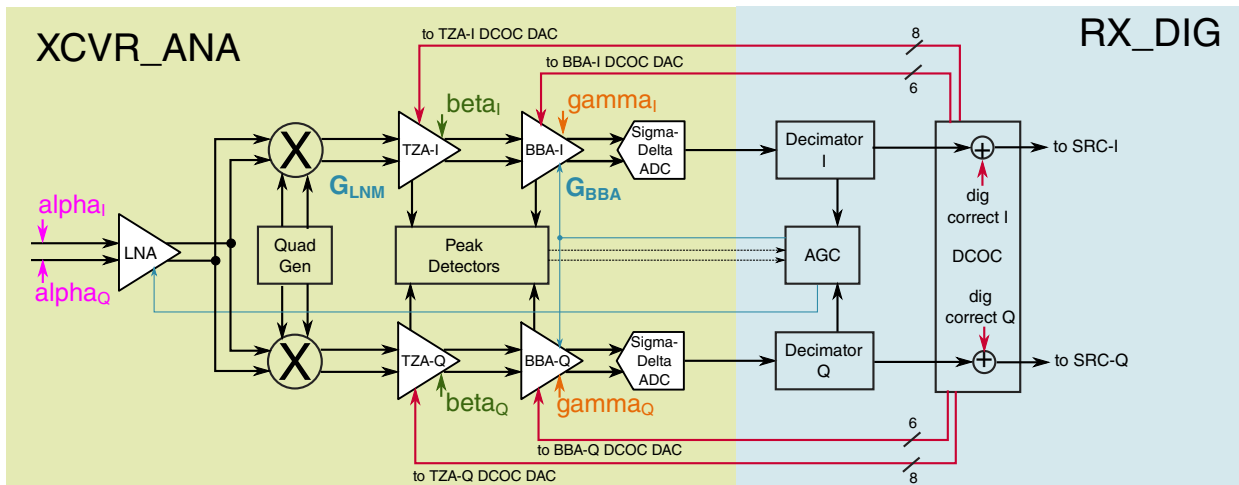 XCVR_ANA
RX_DIG
to TZA-I DCOC DAC
8
to BBA-I DCOC DAC
6
betaI
gammaI
TZA-I
BBA-I
Sigma-
Delta
ADC
Decimator
I
to SRC-I
GLNM
GBBA
dig
correct I
alphaI
LNA
alphaQ
Quad
Gen
Peak
Detectors
AGC
DCOC
dig
correct Q
TZA-Q
BBA-Q
Sigma-
Delta
ADC
Decimator
Q
to SRC-Q
betaQ
gammaQ
6
to BBA-Q DCOC DAC
to TZA-Q DCOC DAC
8
X
X